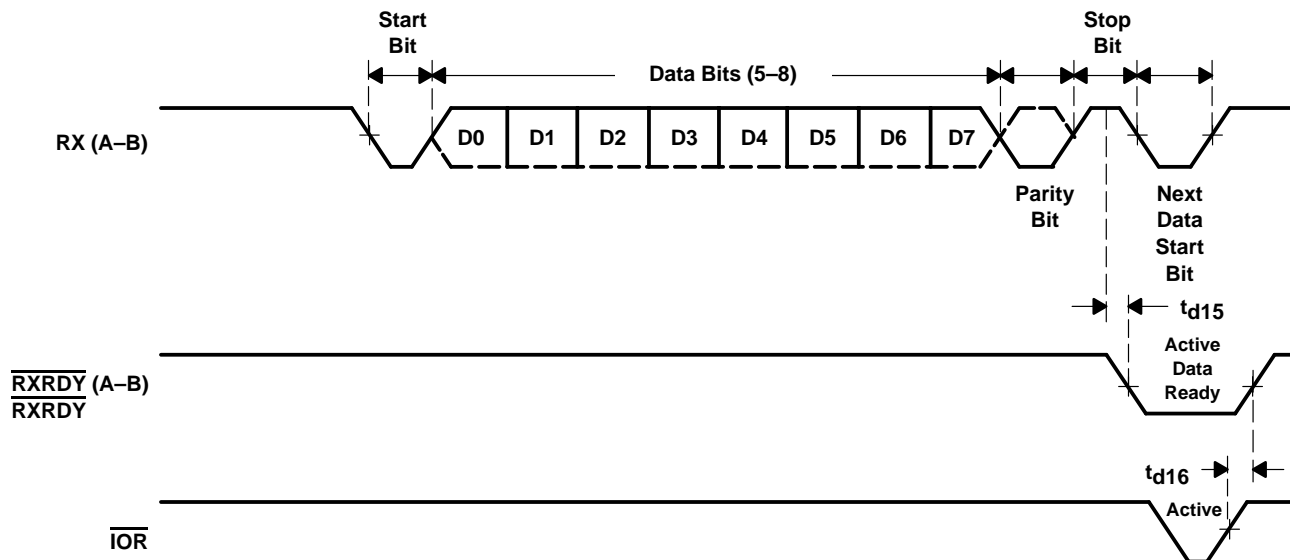 Start
Bit
Data Bits (5–8)
Stop
Bit
RX (A–B)
D0 D1 D2 D3 D4 D5 D6 D7
Parity
Bit
Next
Data
Start
Bit
td15
RXRDY (A–B)
RXRDY
Active
Data
Ready
td16
IOR
Active